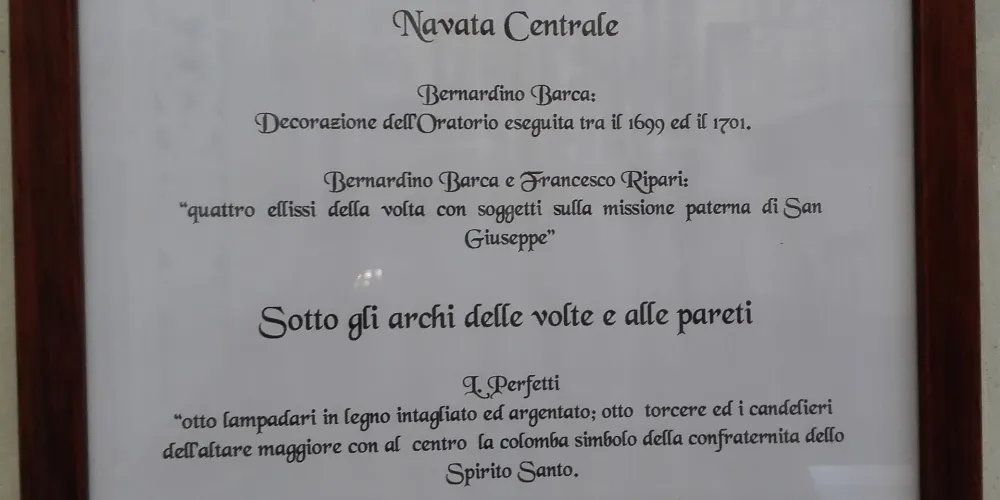 Navata Centrale
Bernardino Barca:
Decorazione dell'Oratorio eseguita tra il 1699 ed il 1701.
Bernardino Barca e Francesco Ripari:
"quattro ellissi della volta con soggetti sulla missione paterna di San
Giuseppe"
Sotto gli archi delle volte e alle pareti
I. Perfetti
"otto lampadari in legno intagliato ed argentato; otto torcere ed i candelieri
dell'altare maggiore con al centro la colomba simbolo della confraternita dello
Spirito Santo.